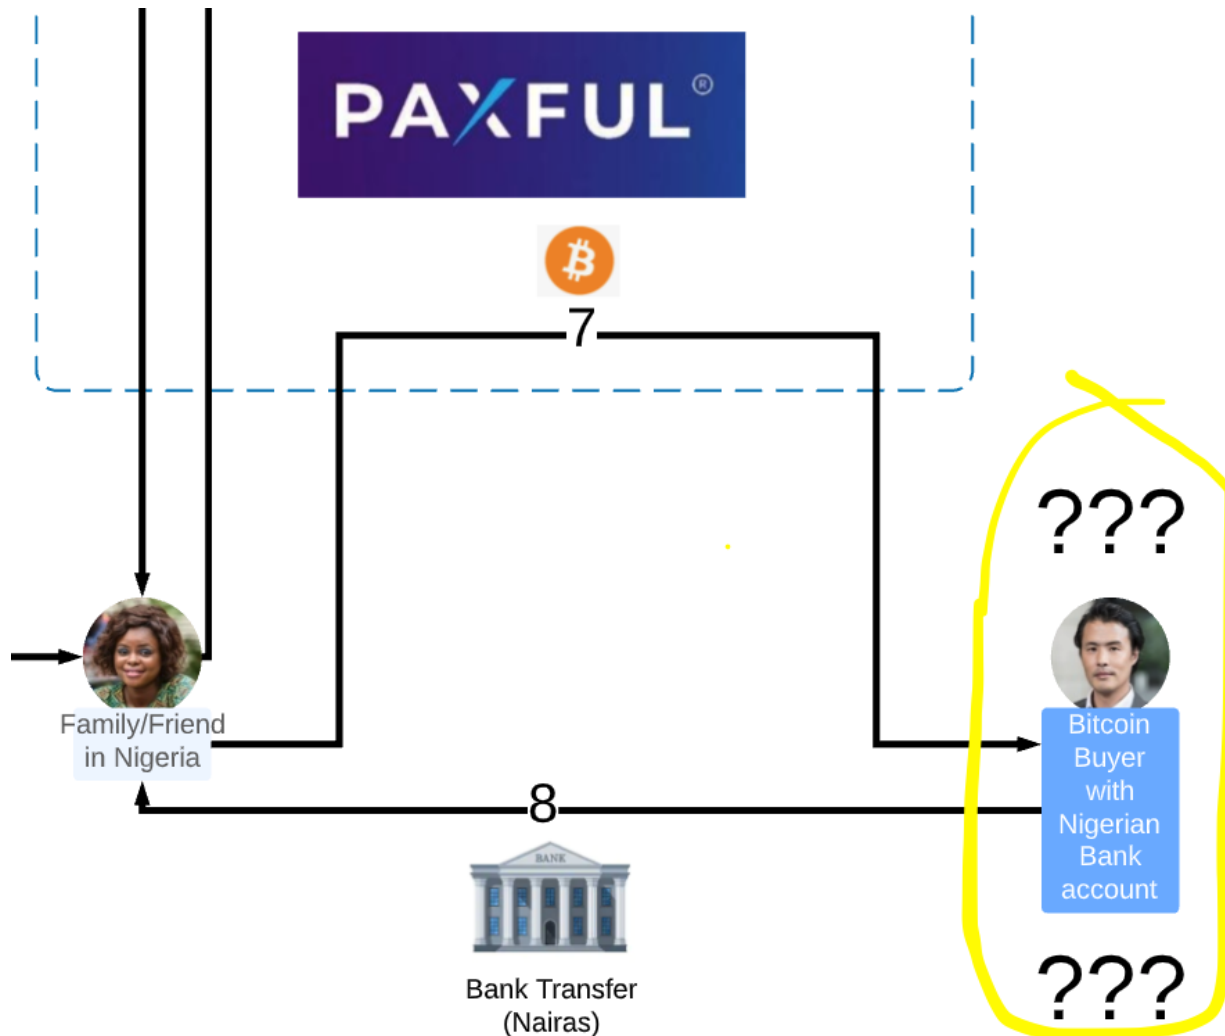 PAXFUL®
7
???
Family/Friend
in Nigeria
Bitcoin
Buyer
with
Nigerian
Bank
account
8
BANK
Bank Transfer
(Nairas)
???